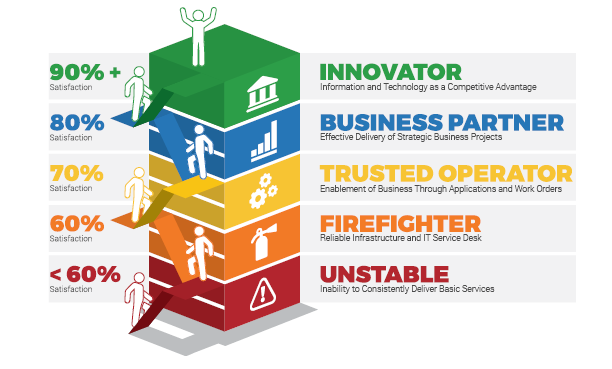 90% +
Satisfaction
INNOVATOR
Information and Technology as a Competitive Advantage
80%
Satisfaction
BUSINESS PARTNER
Effective Delivery of Strategic Business Projects
70%
Satisfaction
TRUSTED OPERATOR
Enablement of Business Through Applications and Work Orders
60%
Satisfaction
FIREFIGHTER
Reliable Infrastructure and IT Service Desk
< 60%
Satisfaction
UNSTABLE
Inability to Consistently Deliver Basic Services